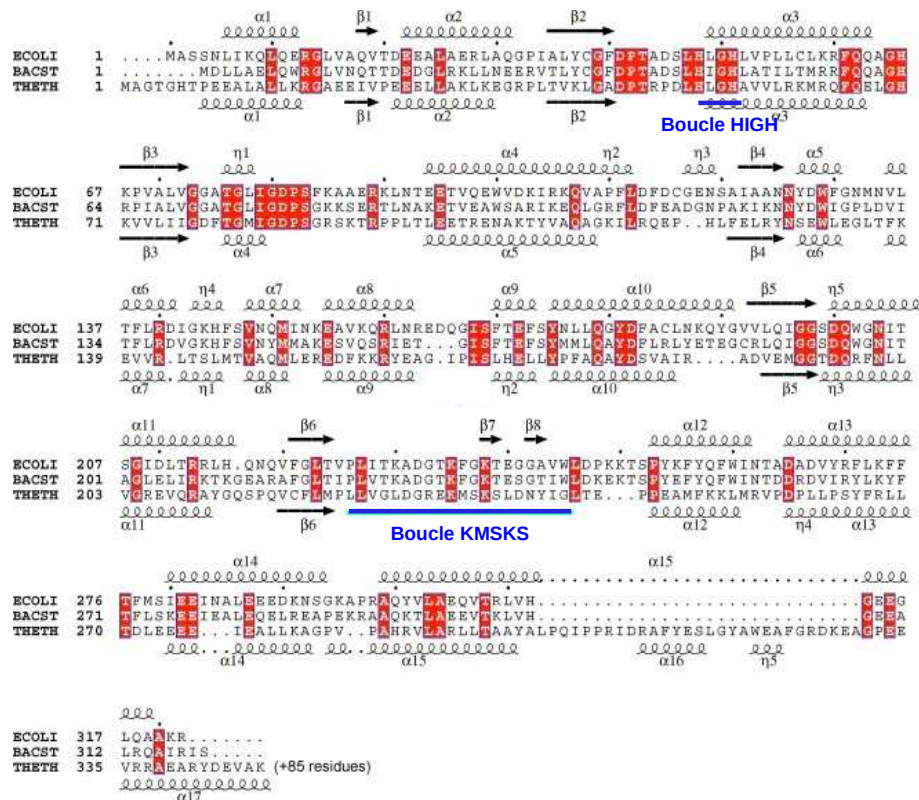 α1 β1 α2 β2 α3
ECOLI 1 ....MASSNLIKQLQERGLVAQVTDEEALAERLAQGPIALYCGFDPTADSLHLGHLVPLLCLKRFQQAGH
BACST 1 .......MDLLAELQWRGLVNQTTDEDGLRKLLNEERVTLYCGFDPTADSLHIGHLATILTMRRFQQAGH
THETH 1 MAGTGHTPEEALALLKRGAEEIVPEEELLAKLKEGRPLTVKLGADPTRPDLHLGHAVVLRKMRQFQELGH
α1 β1 α2 β2 α3
Boucle HIGH
β3 η1 α4 η2 η3 β4 α5
ECOLI 67 KPVALVGGATGLIGDPSFKAAERKLNTEETVQEWVDKIRKQVAPFLDFDCGENSAIAANNYDWFGNMNVL
BACST 64 RPIALVGGATGLIGDPSGKKSERTLNAKETVEAWSARIKEQLGRFLDFEADGNPAKIKNNYDWIGPLDVI
THETH 71 KVVLIIGDFTGMIGDPSGRSKTRPPLTLEETRENAKTYVAQAGKILRQEP..HLFELRYNSEWLEGLTFK
β3 α4 α5 β4 α6
α6 η4 α7 α8 α9 α10 β5 η5
ECOLI 137 TFLRDIGKHFSVNQMINKEAVKQRLNREDQGISFTEFSYNLLQGYDFACLNKQYGVVLQIGGSDQWGNIT
BACST 134 TFLRDVGKHFSVNYMMAKESVQSRIET..GISFTEFSYMMLQAYDFLRLYETEGCRLQIGGSDQWGNIT
THETH 139 EVVR.LTSLMTVAQMLEREDFKKRYEAG.IPISLHEFLYPFAQAYDSVAIR...ADVEMGGTDQRFNLL
α7 η1 α8 α9 η2 α10 β5 η3
α11 β6 β7 β8 α12 α13
ECOLI 207 SGIDLTRRLH.QNQVFGLTVPLITKADGTKFGKTEGGAVWLDPKKTSPYKFYQFWINTADADVYRFLKFF
BACST 201 AGLELIRKTKGEARAFGLTIPLVTKADGTKFGKTESGTIWLDKEKTSPYEFYQFWINTDDRDVIRYLKYF
THETH 203 VGREVQRAYGQSPQVCFLMPLLVGLDGREKMSKSLDNYIGLTE...PPEAMFKKLMRVPDPLLPSYFRLL
α11 β6 α12 η4 α13
Boucle KMSKS
α14 α15
ECOLI 276 TFMSIEEINALEEEDKNSGKAPRAQYVLAEQVTRLVH.............................GEEG
BACST 271 TFLSKEEIEALEQELREAPEKRAAQKTLAEEVTKLVH.............................GEEA
THETH 270 TDLEEEE...IEALLKAGPV..PAHRVLARLLTAAYALPQIPPRIDRAFYESLGYAWEAFGRDKEAGPEE
α14 α15 α16 η5
ECOLI 317 LQAAKR.......
BACST 312 LRQAIRIS.....
THETH 335 VRRAEARYDEVAK (+85 residues)
α17